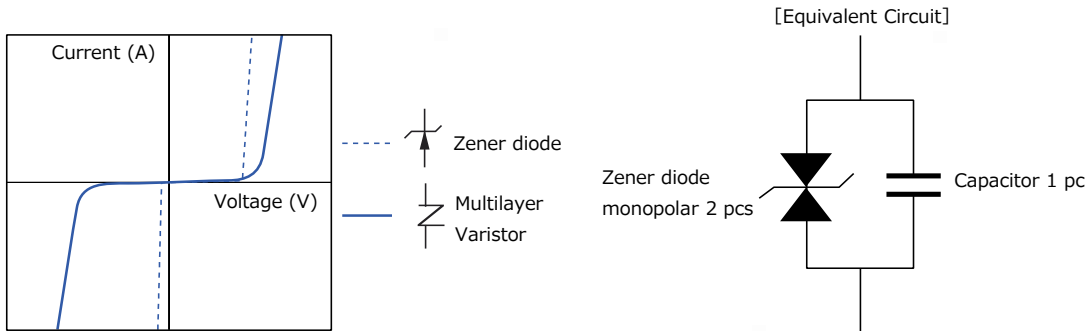 [Equivalent Circuit]
Current (A)
Voltage (V)
Zener diode
Multilayer
Varistor
Zener diode
monopolar 2 pcs
Capacitor 1 pc